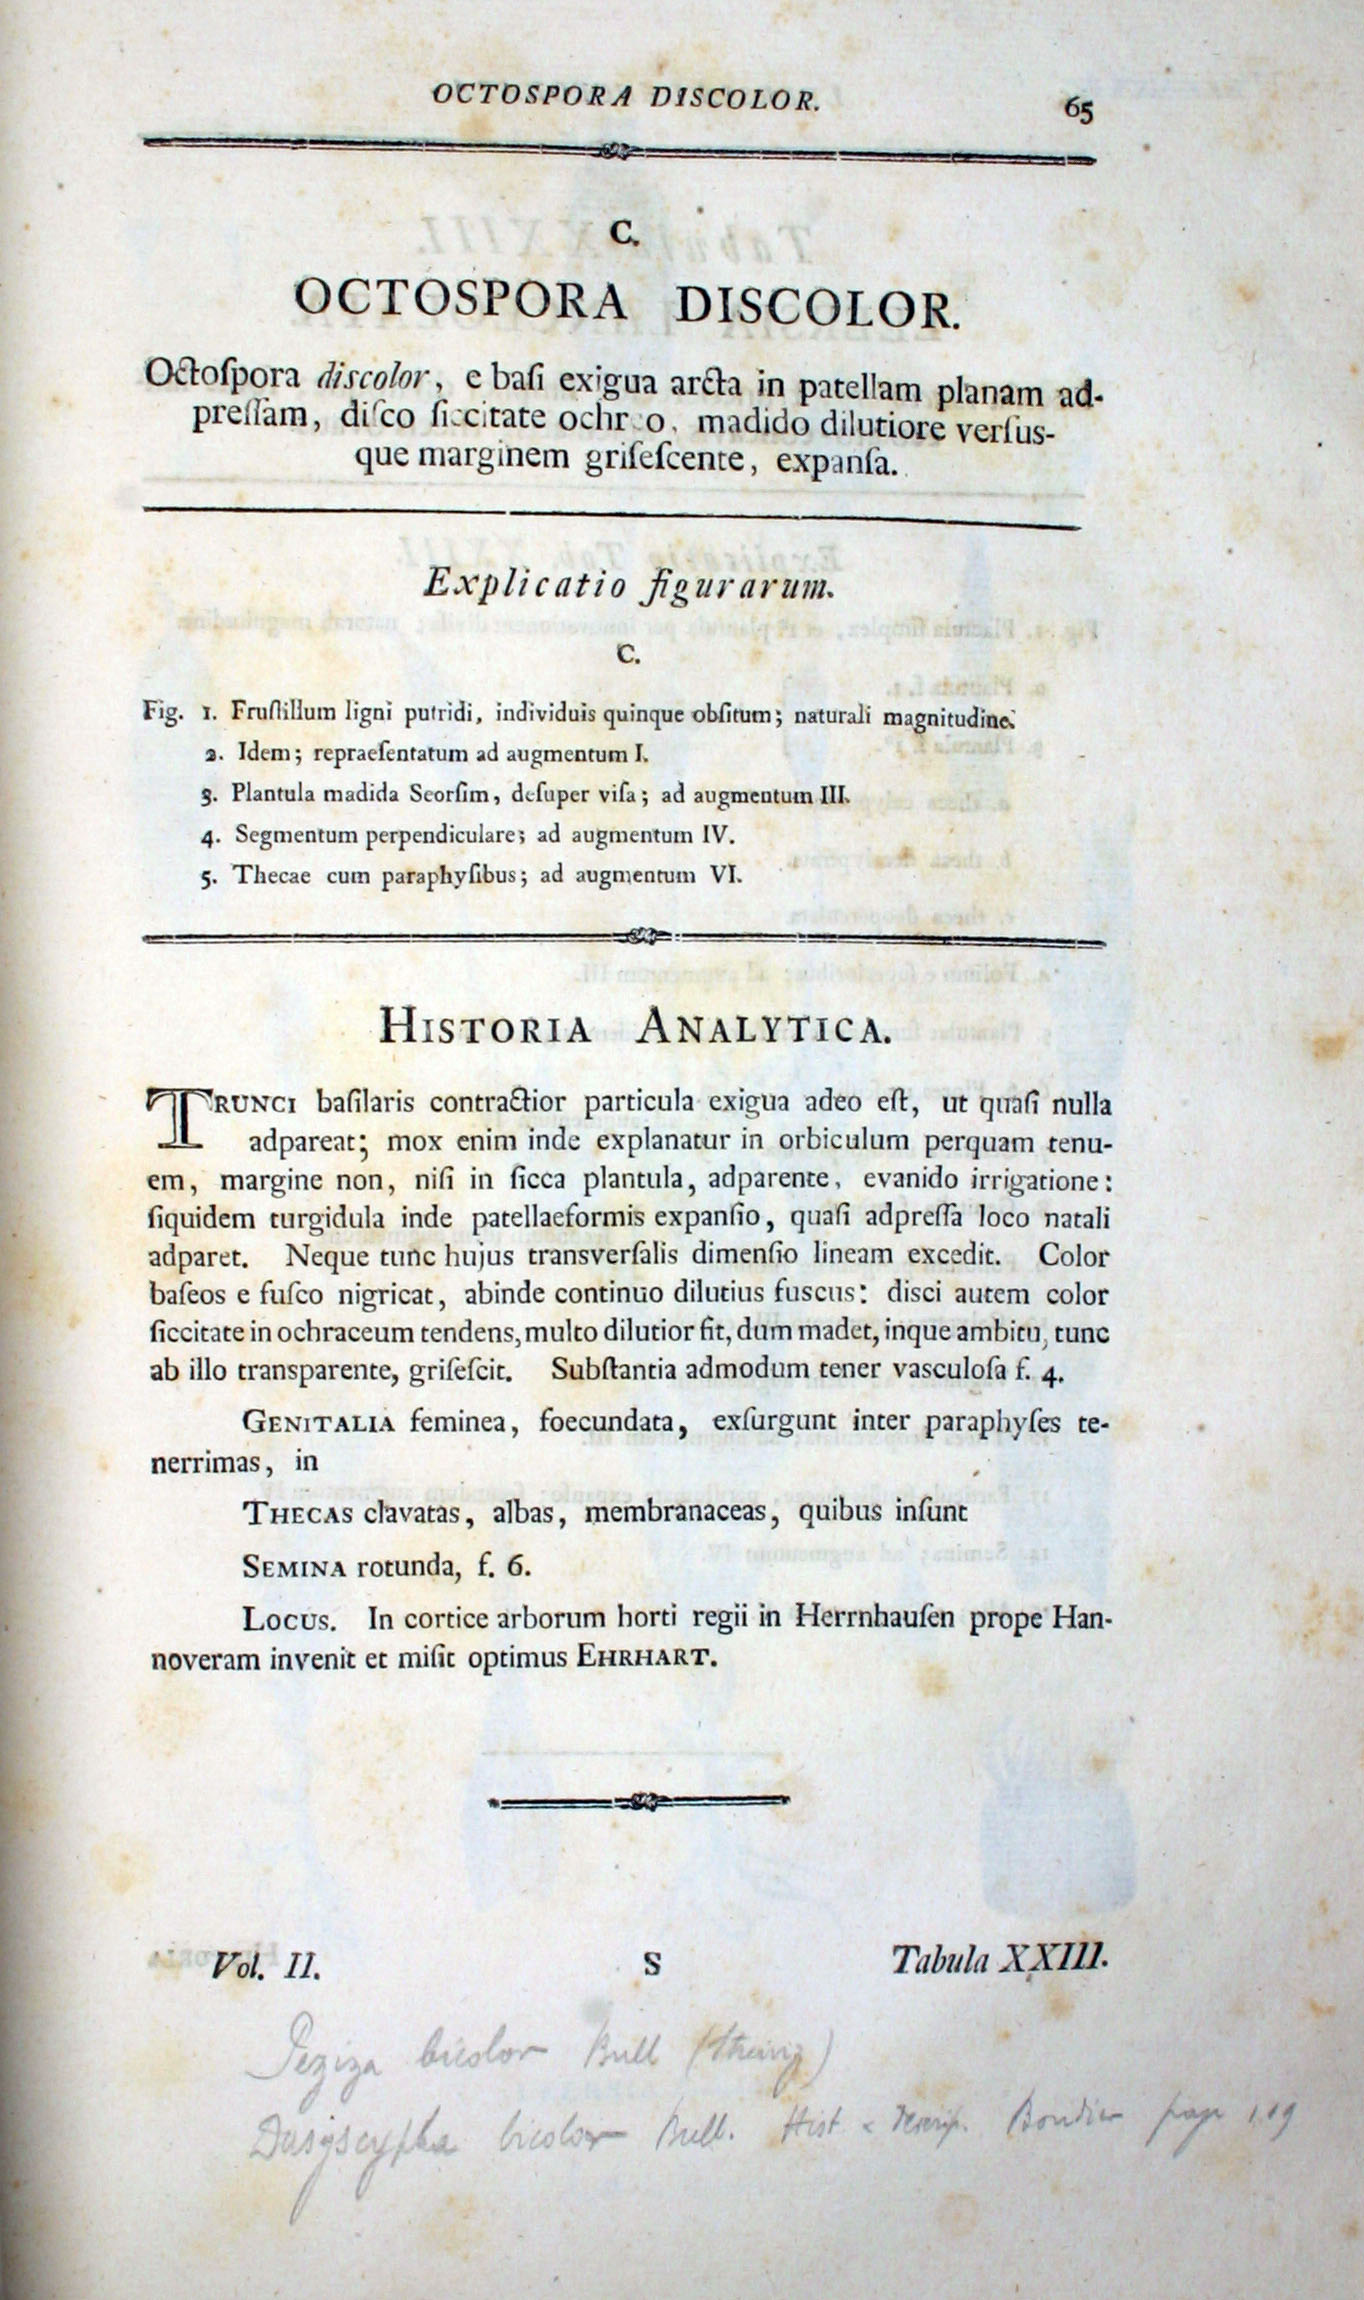 OCTOSPORA DISCOLOR.
65
C.
OCTOSPORA DISCOLOR.
Octoſpora discolor, e baſi exigua arcta in patellam planam ad-
preſſam, diſco ſiccitate ochreo, madido dilutiore verſus-
que marginem griſeſcente, expanſa.
Explicatio figurarum.
C.
Fig. 1. Fruſtillum ligni putridi, individuis quinque obſitum; naturali magnitudine.
2. Idem; repraeſentatum ad augmentum I.
3. Plantula madida Seorſim, deſuper viſa; ad augmentum III.
4. Segmentum perpendiculare; ad augmentum IV.
5. Thecae cum paraphyſibus; ad augmentum VI.
HISTORIA ANALYTICA.
TRUNCI baſilaris contractior particula exigua adeo eſt, ut quaſi nulla
adpareat; mox enim inde explanatur in orbiculum perquam tenu-
em, margine non, niſi in ſicca plantula, adparente, evanido irrigatione:
ſiquidem turgidula inde patellaeformis expanſio, quaſi adpreſſa loco natali
adparet. Neque tunc hujus transverſalis dimenſio lineam excedit. Color
baſeos e fuſco nigricat, abinde continuo dilutius fuscus: disci autem color
ſiccitate in ochraceum tendens, multo dilutior fit, dum madet, inque ambitu, tunc
ab illo transparente, griſeſcit. Subſtantia admodum tener vasculoſa f. 4.
GENITALIA feminea, foecundata, exſurgunt inter paraphyſes te-
nerrimas, in
THECAS clavatas, albas, membranaceas, quibus inſunt
SEMINA rotunda, f. 6.
LOCUS. In cortice arborum horti regii in Herrnhauſen prope Han-
noveram invenit et miſit optimus EHRHART.
Vol. II.
S
Tabula XXIII.
Peziza bicolor Bull
Dasyscypha bicolor Bull. Hist & Descrip. Boudier page